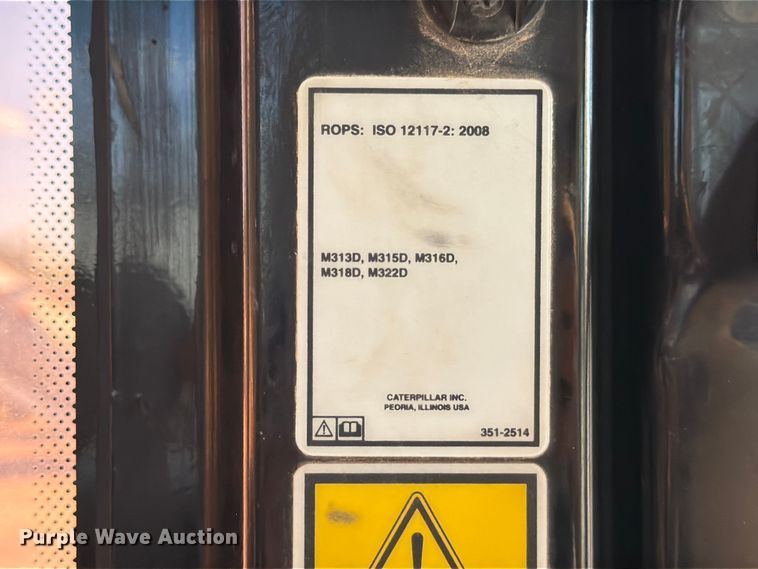 ROPS: ISO 12117-2: 2008
M313D, M315D, M316D,
M318D, M322D
CATERPILLAR INC.
PEORIA, ILLINOIS USA
351-2514
Purple Wave Auction